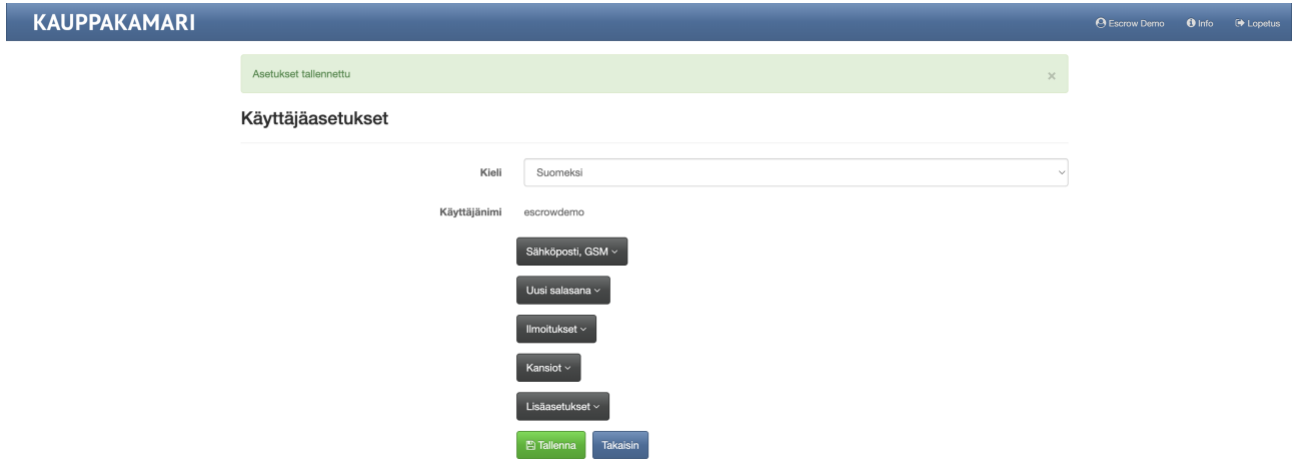 KAUPPAKAMARI
Escrow Demo Info Lopetus
Asetukset tallennettu ×
Käyttäjäasetukset
Kieli Suomeksi
Käyttäjänimi escrowdemo
Sähköposti, GSM
Uusi salasana
Ilmoitukset
Kansiot
Lisäasetukset
Tallenna Takaisin